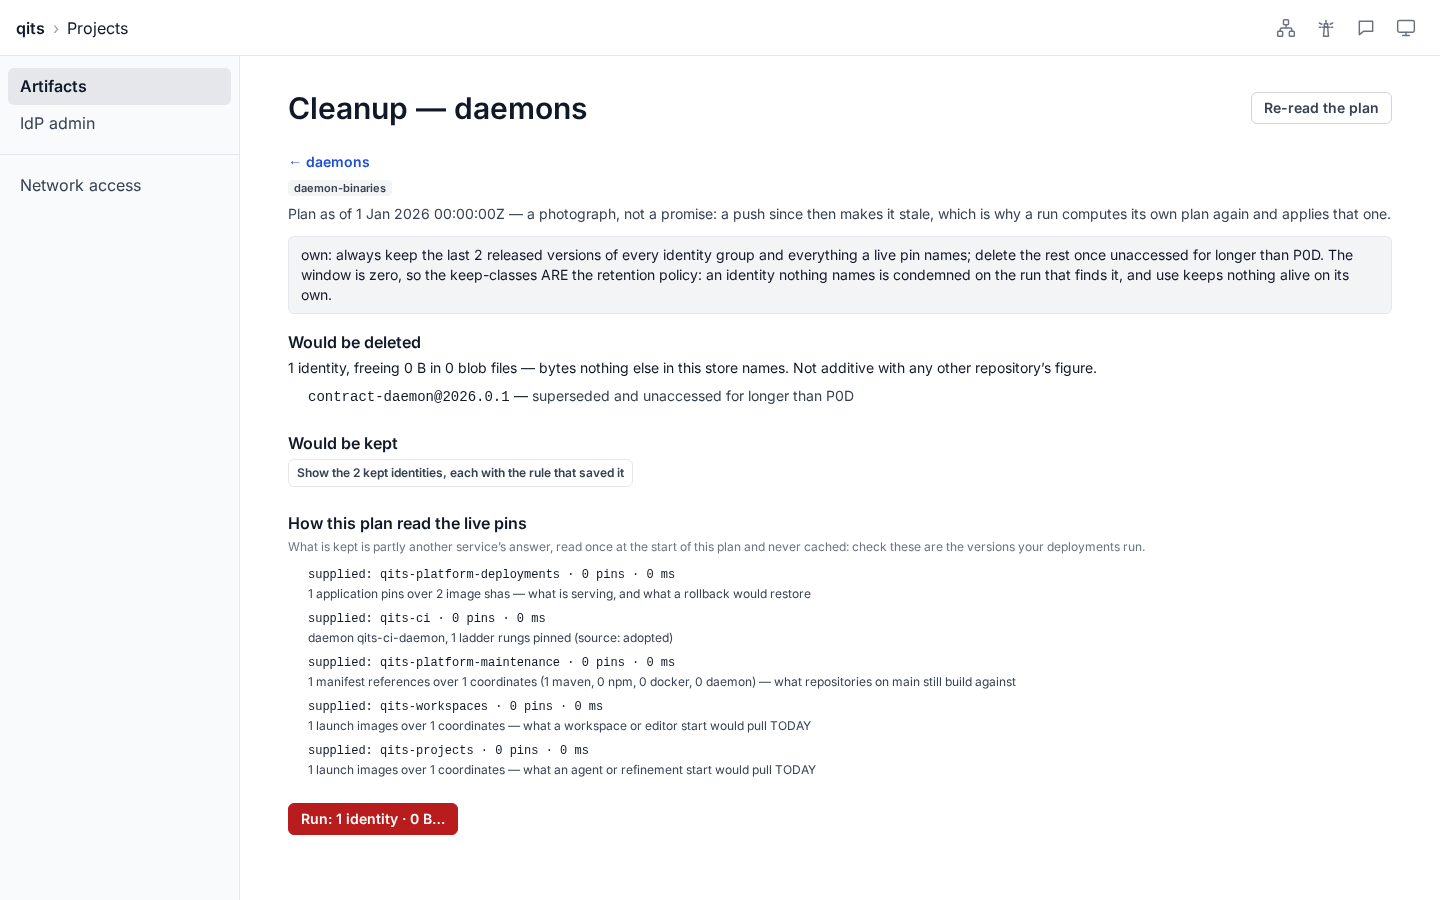 qits › Projects
Artifacts
IdP admin
Network access
Cleanup — daemons
Re-read the plan
← daemons
daemon-binaries
Plan as of 1 Jan 2026 00:00:00Z — a photograph, not a promise: a push since then makes it stale, which is why a run computes its own plan again and applies that one.
own: always keep the last 2 released versions of every identity group and everything a live pin names; delete the rest once unaccessed for longer than P0D. The
window is zero, so the keep-classes ARE the retention policy: an identity nothing names is condemned on the run that finds it, and use keeps nothing alive on its
own.
Would be deleted
1 identity, freeing 0 B in 0 blob files — bytes nothing else in this store names. Not additive with any other repository’s figure.
contract-daemon@2026.0.1 — superseded and unaccessed for longer than P0D
Would be kept
Show the 2 kept identities, each with the rule that saved it
How this plan read the live pins
What is kept is partly another service’s answer, read once at the start of this plan and never cached: check these are the versions your deployments run.
supplied: qits-platform-deployments · 0 pins · 0 ms
1 application pins over 2 image shas — what is serving, and what a rollback would restore
supplied: qits-ci · 0 pins · 0 ms
daemon qits-ci-daemon, 1 ladder rungs pinned (source: adopted)
supplied: qits-platform-maintenance · 0 pins · 0 ms
1 manifest references over 1 coordinates (1 maven, 0 npm, 0 docker, 0 daemon) — what repositories on main still build against
supplied: qits-workspaces · 0 pins · 0 ms
1 launch images over 1 coordinates — what a workspace or editor start would pull TODAY
supplied: qits-projects · 0 pins · 0 ms
1 launch images over 1 coordinates — what an agent or refinement start would pull TODAY
Run: 1 identity · 0 B…